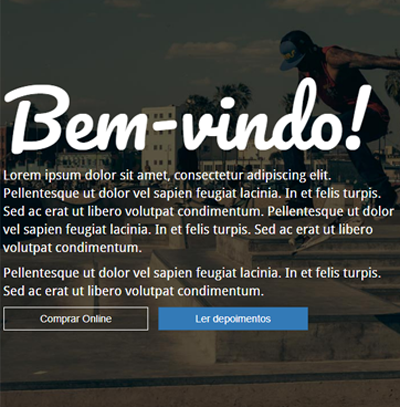 Bem-vindo!
Lorem ipsum dolor sit amet, consectetur adipiscing elit.
Pellentesque ut dolor vel sapien feugiat lacinia. In et felis turpis.
Sed ac erat ut libero volutpat condimentum. Pellentesque ut dolor
vel sapien feugiat lacinia. In et felis turpis. Sed ac erat ut libero
volutpat condimentum.
Pellentesque ut dolor vel sapien feugiat lacinia. In et felis turpis.
Sed ac erat ut libero volutpat condimentum.
Comprar Online
Ler depoimentos